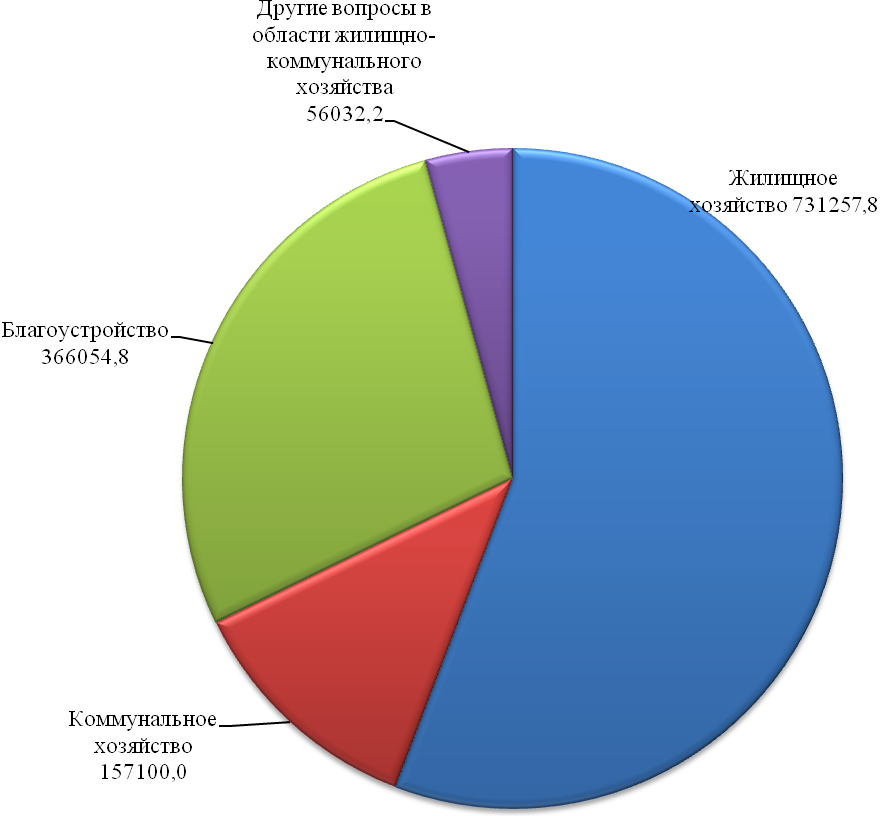 Другие вопросы в
области жилищно-
коммунального
хозяйства
56032,2
Жилищное
хозяйство 731257,8
Благоустройство
366054,8
Коммунальное
хозяйство
157100,0